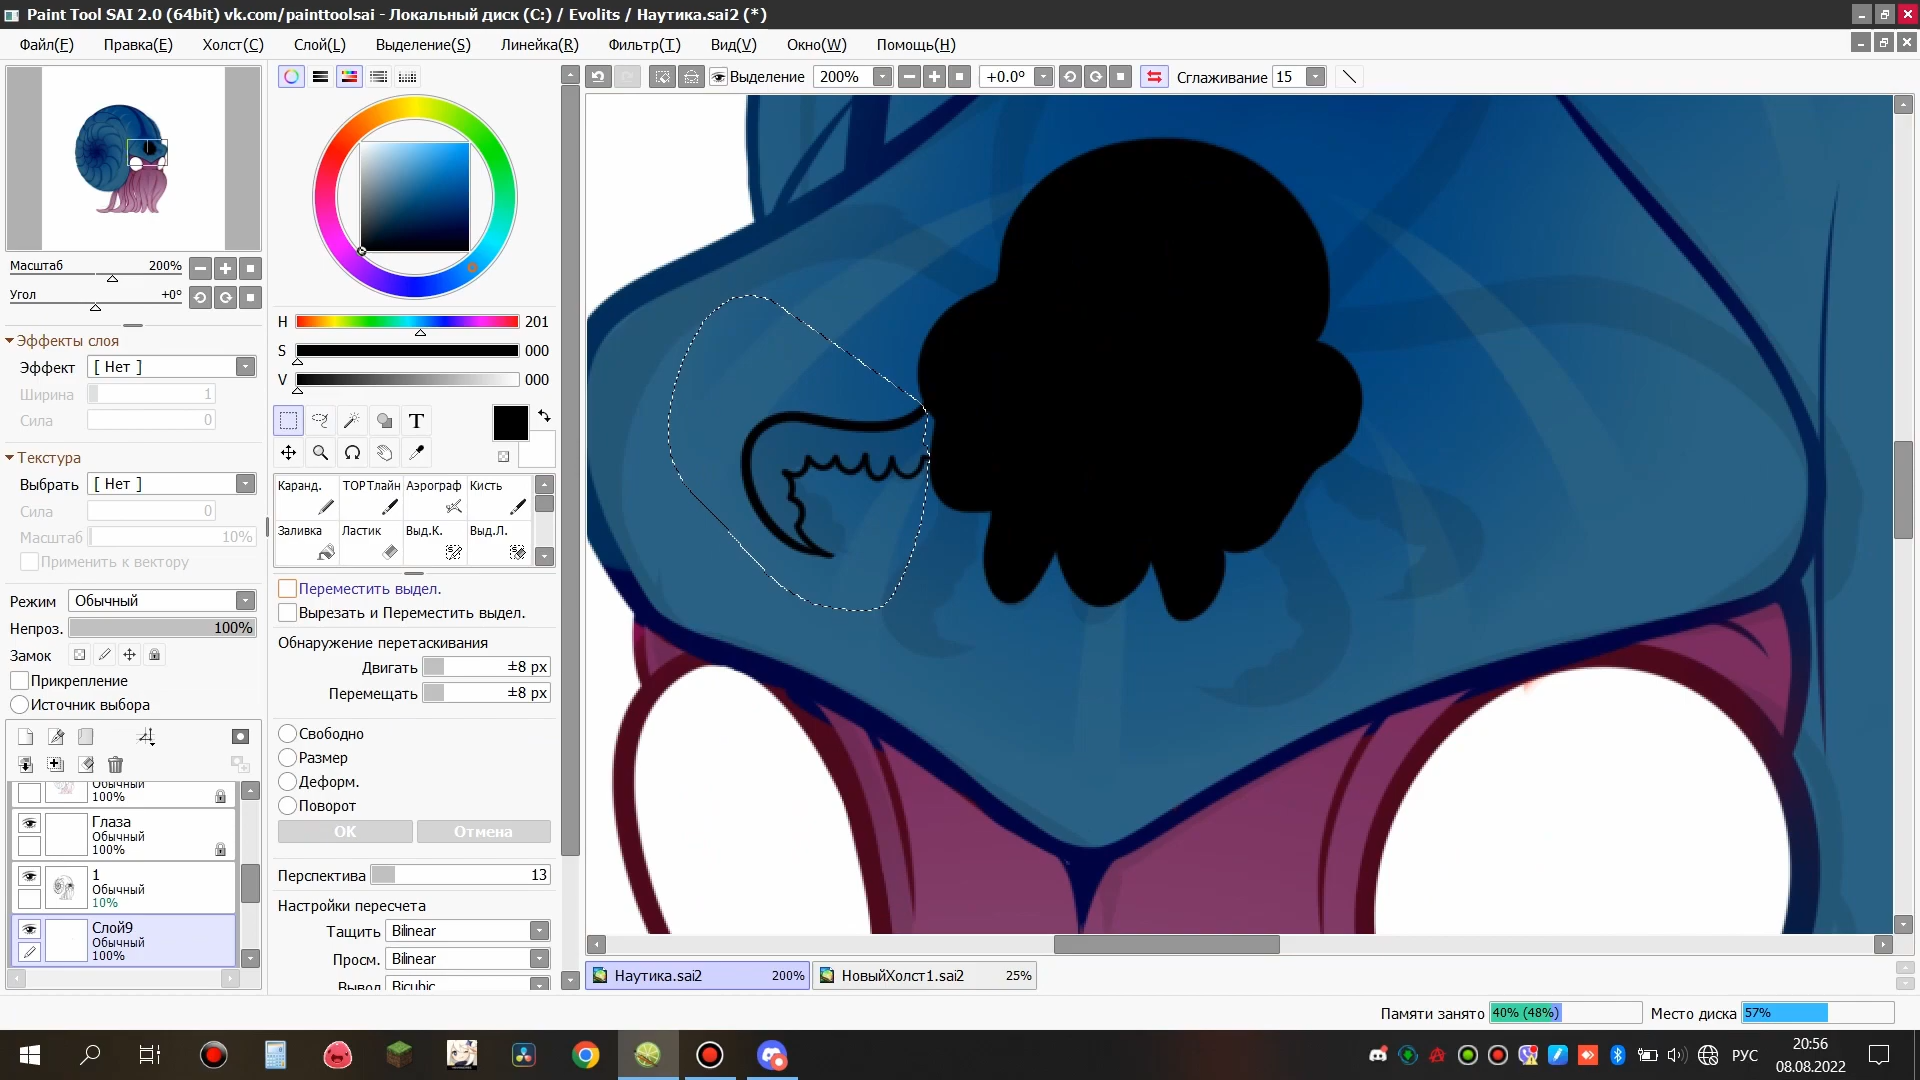 Paint Tool SAI 2.0 (64bit) vk.com/painttoolsai - Локальный диск (C:) / Evolits / Наутика.sai2 (*)
Файл(F) Правка(E) Холст(C) Слой(L) Выделение(S) Линейка(R) Фильтр(T) Вид(V) Окно(W) Помощь(H)
Выделение 200% +0.0° Сглаживание 15
Масштаб 200%
Угол +0°
Эффекты слоя
Эффект [ Нет ]
Ширина 1
Сила 0
Текстура
Выбрать [ Нет ]
Сила 0
Масштаб 10%
Применить к вектору
Режим Обычный
Непроз. 100%
Замок
Прикрепление
Источник выбора
Обычный
100%
Глаза
Обычный
100%
1
Обычный
10%
Слой9
Обычный
100%
H 201
S 000
V 000
T
Каранд. TOPTлайн Аэрограф Кисть
Заливка Ластик Выд.К. Выд.Л.
Переместить выдел.
Вырезать и Переместить выдел.
Обнаружение перетаскивания
Двигать ±8 px
Перемещать ±8 px
Свободно
Размер
Деформ.
Поворот
OK Отмена
Перспектива 13
Настройки пересчета
Тащить Bilinear
Просм. Bilinear
Вывод Bicubic
Наутика.sai2 200% НовыйХолст1.sai2 25%
Памяти занято 40% (48%) Место диска 57%
РУС 20:56
08.08.2022